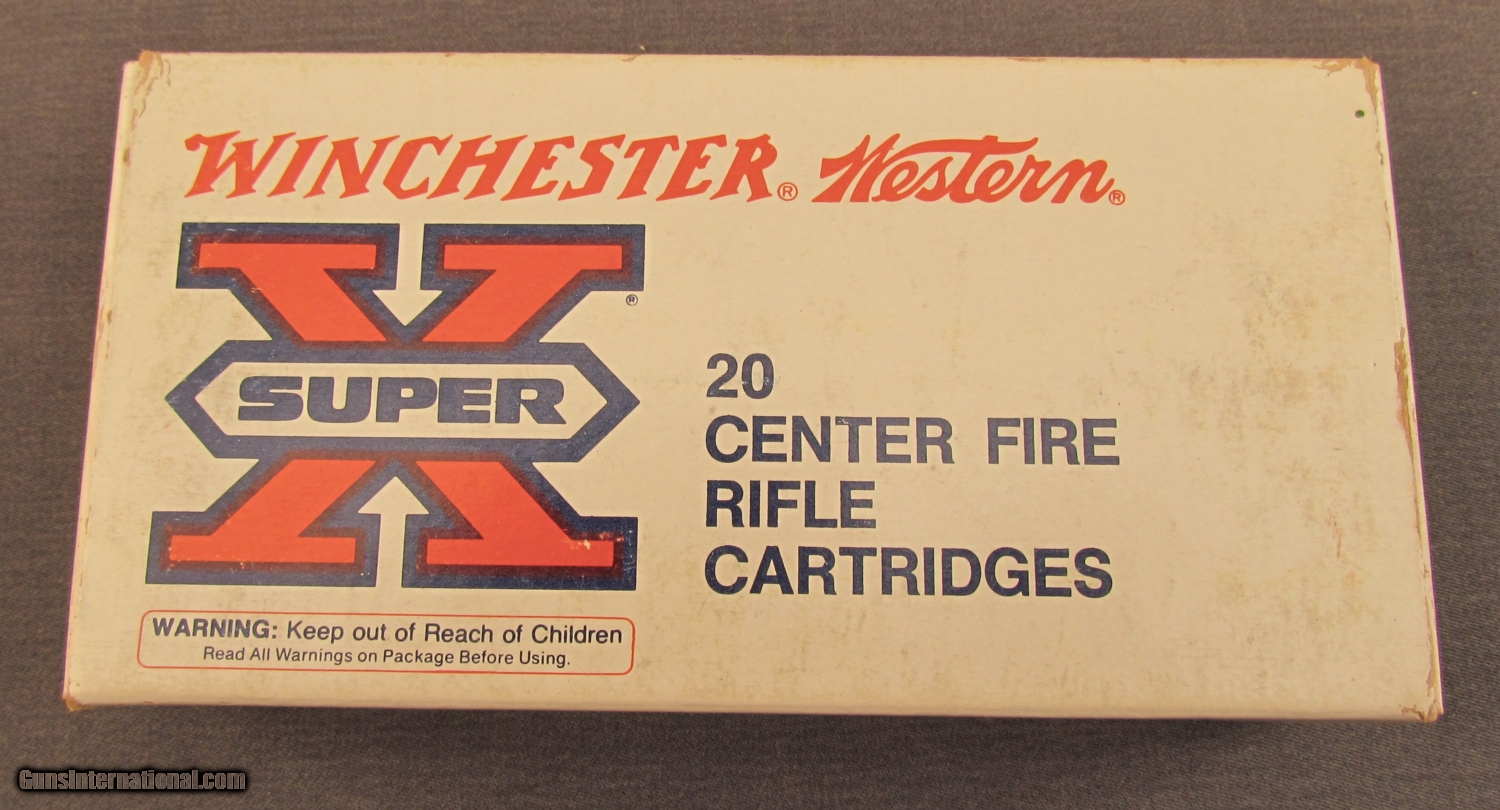 WINCHESTER® Western®
X®
SUPER
20
CENTER FIRE
RIFLE
CARTRIDGES
WARNING: Keep out of Reach of Children
Read All Warnings on Package Before Using.
GunsInternational.com